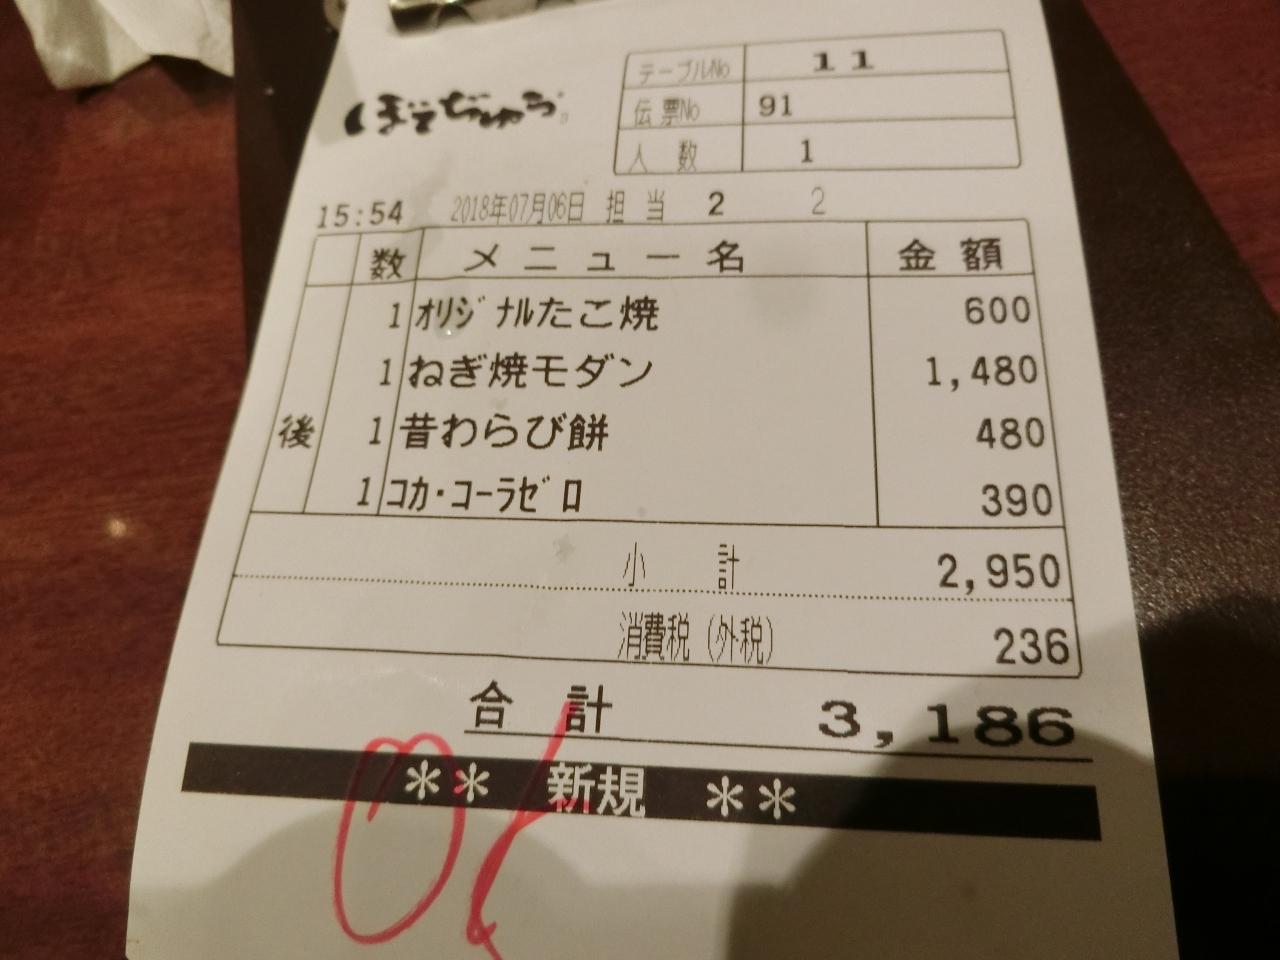 ぼてぢゅう
テーブルNo 11
伝票No 91
人数 1
15:54 2018年07月06日 担当 2 2
数 メニュー名 金額
1 ｵﾘｼﾞﾅﾙたこ焼 600
1 ねぎ焼モダン 1,480
後 1 昔わらび餅 480
1 ｺｶ･ｺｰﾗｾﾞﾛ 390
小計 2,950
消費税(外税) 236
合計 3,186
** 新規 **